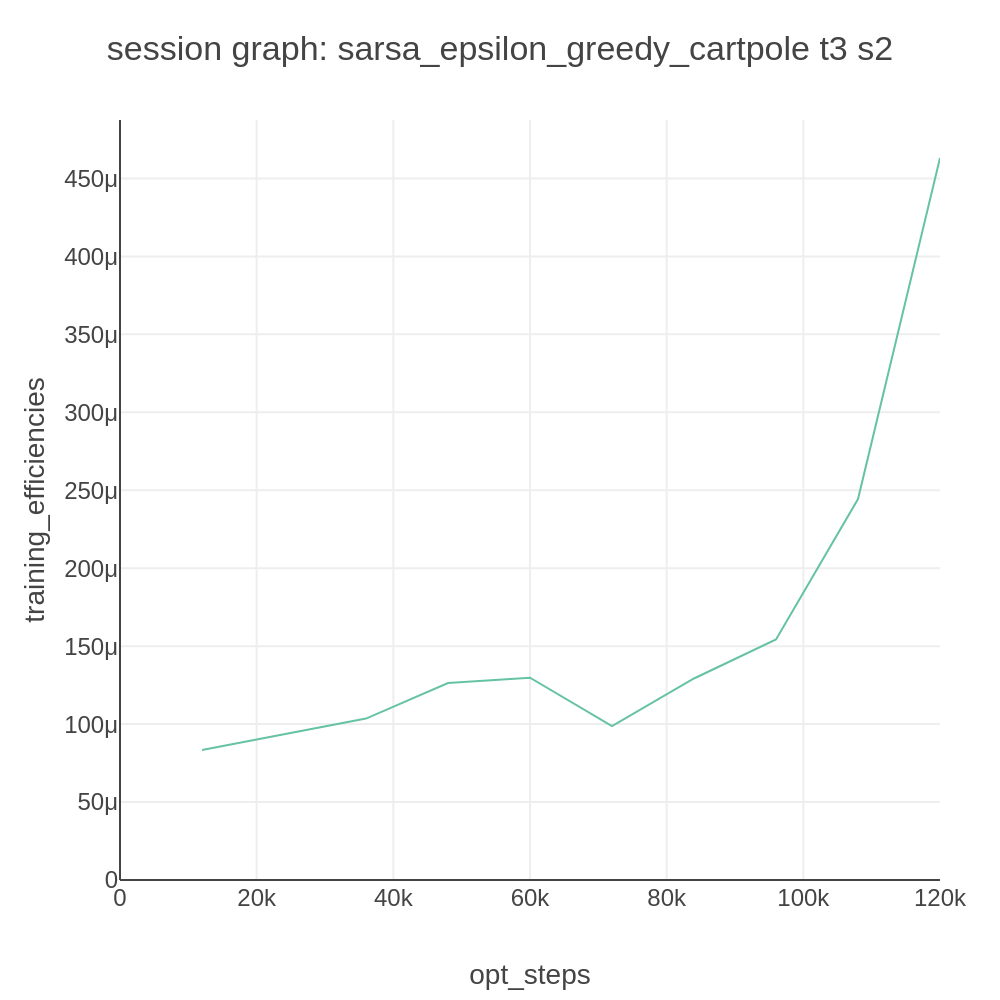 session graph: sarsa_epsilon_greedy_cartpole t3 s2
450μ
400μ
350μ
300μ
250μ
200μ
150μ
100μ
50μ
0
training_efficiencies
0 20k 40k 60k 80k 100k 120k
opt_steps